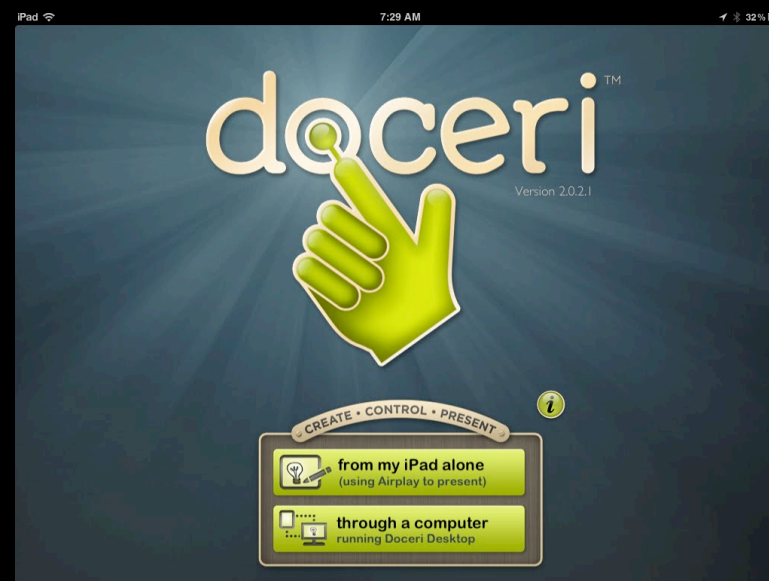 iPad 7:29 AM 32%
doceri TM
Version 2.0.2.1
i
CREATE • CONTROL • PRESENT
from my iPad alone
(using Airplay to present)
through a computer
running Doceri Desktop